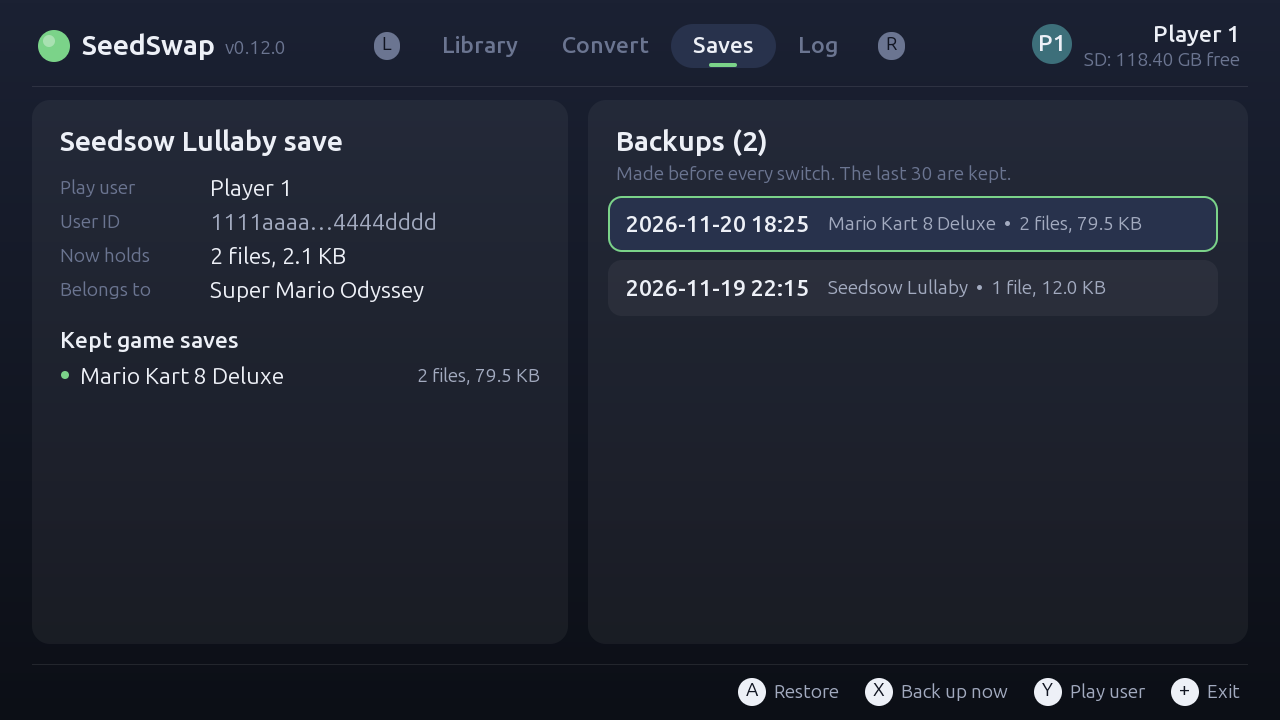 SeedSwap v0.12.0
L Library Convert Saves Log R
P1 Player 1
SD: 118.40 GB free
Seedsow Lullaby save
Play user Player 1
User ID 1111aaaa…4444dddd
Now holds 2 files, 2.1 KB
Belongs to Super Mario Odyssey
Kept game saves
Mario Kart 8 Deluxe 2 files, 79.5 KB
Backups (2)
Made before every switch. The last 30 are kept.
2026-11-20 18:25 Mario Kart 8 Deluxe • 2 files, 79.5 KB
2026-11-19 22:15 Seedsow Lullaby • 1 file, 12.0 KB
A Restore X Back up now Y Play user + Exit